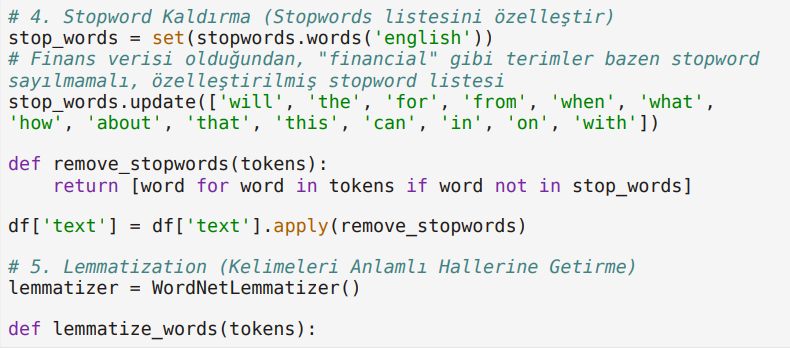 # 4. Stopword Kaldırma (Stopwords listesini özelleştir)
stop_words = set(stopwords.words('english'))
# Finans verisi olduğundan, "financial" gibi terimler bazen stopword
sayılmamalı, özelleştirilmiş stopword listesi
stop_words.update(['will', 'the', 'for', 'from', 'when', 'what',
'how', 'about', 'that', 'this', 'can', 'in', 'on', 'with'])
def remove_stopwords(tokens):
    return [word for word in tokens if word not in stop_words]
df['text'] = df['text'].apply(remove_stopwords)
# 5. Lemmatization (Kelimeleri Anlamlı Hallerine Getirme)
lemmatizer = WordNetLemmatizer()
def lemmatize_words(tokens):